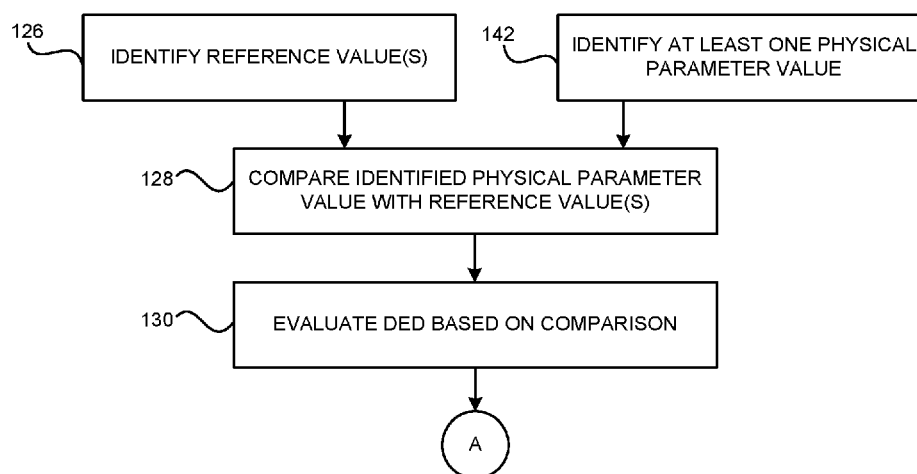 126
IDENTIFY REFERENCE VALUE(S)
142
IDENTIFY AT LEAST ONE PHYSICAL
PARAMETER VALUE
128
COMPARE IDENTIFIED PHYSICAL PARAMETER
VALUE WITH REFERENCE VALUE(S)
130
EVALUATE DED BASED ON COMPARISON
A